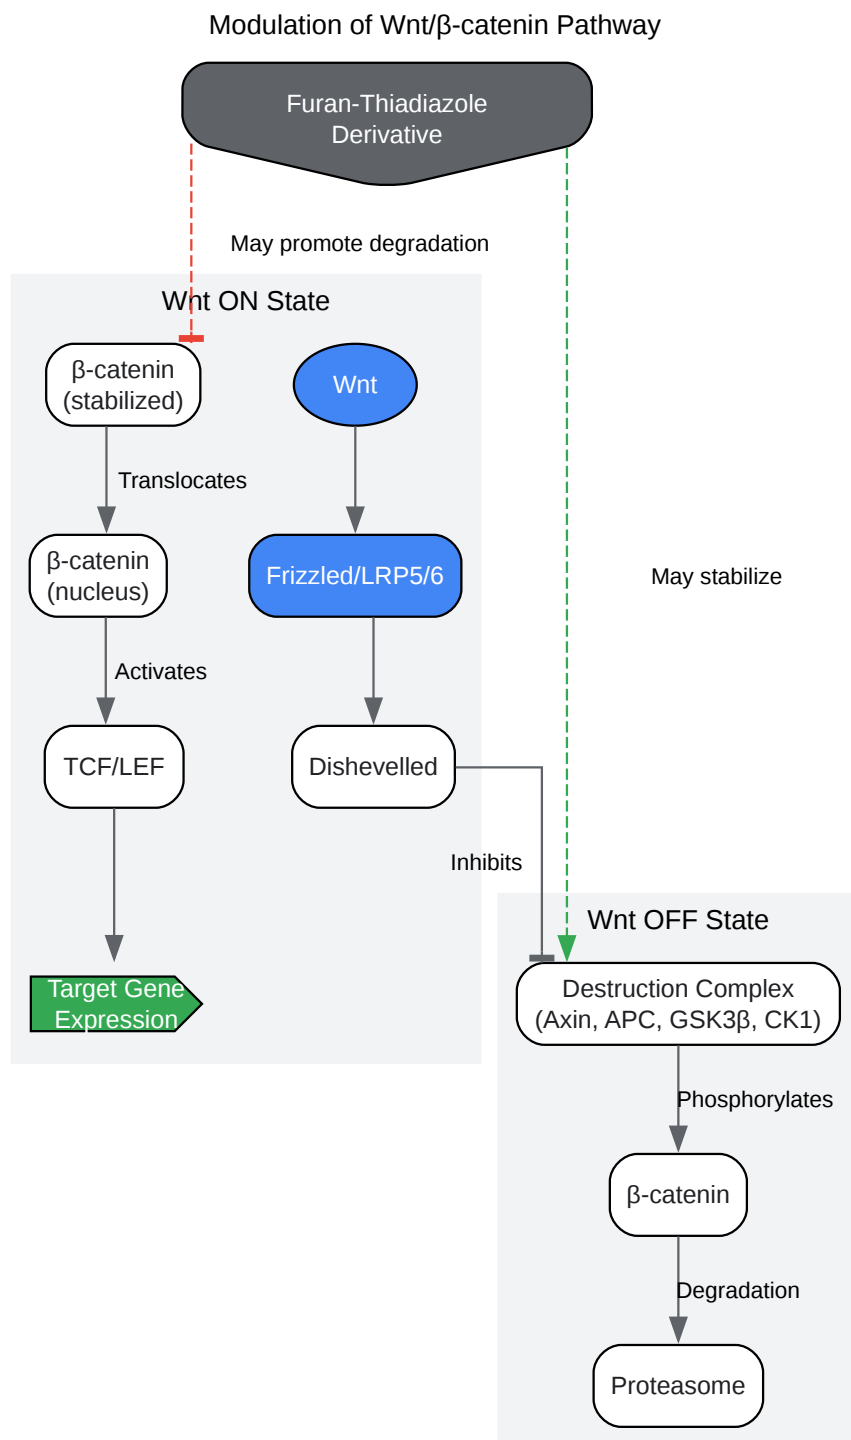 Modulation of Wnt/β-catenin Pathway
Furan-Thiadiazole
Derivative
May promote degradation
Wnt ON State
β-catenin
(stabilized)
Wnt
Translocates
β-catenin
(nucleus)
Frizzled/LRP5/6
May stabilize
Activates
TCF/LEF
Dishevelled
Inhibits
Wnt OFF State
Target Gene
Expression
Destruction Complex
(Axin, APC, GSK3β, CK1)
Phosphorylates
β-catenin
Degradation
Proteasome